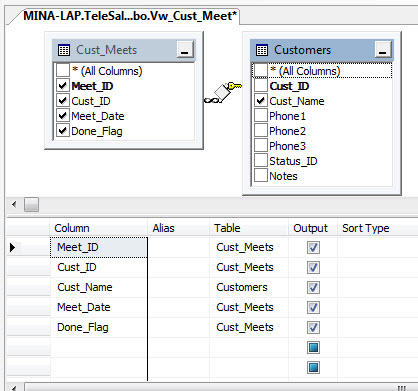 MINA-LAP.TeleSal...bo.Vw_Cust_Meet*
Cust_Meets
* (All Columns)
Meet_ID
Cust_ID
Meet_Date
Done_Flag
Customers
* (All Columns)
Cust_ID
Cust_Name
Phone1
Phone2
Phone3
Status_ID
Notes
Column Alias Table Output Sort Type
Meet_ID Cust_Meets
Cust_ID Cust_Meets
Cust_Name Customers
Meet_Date Cust_Meets
Done_Flag Cust_Meets